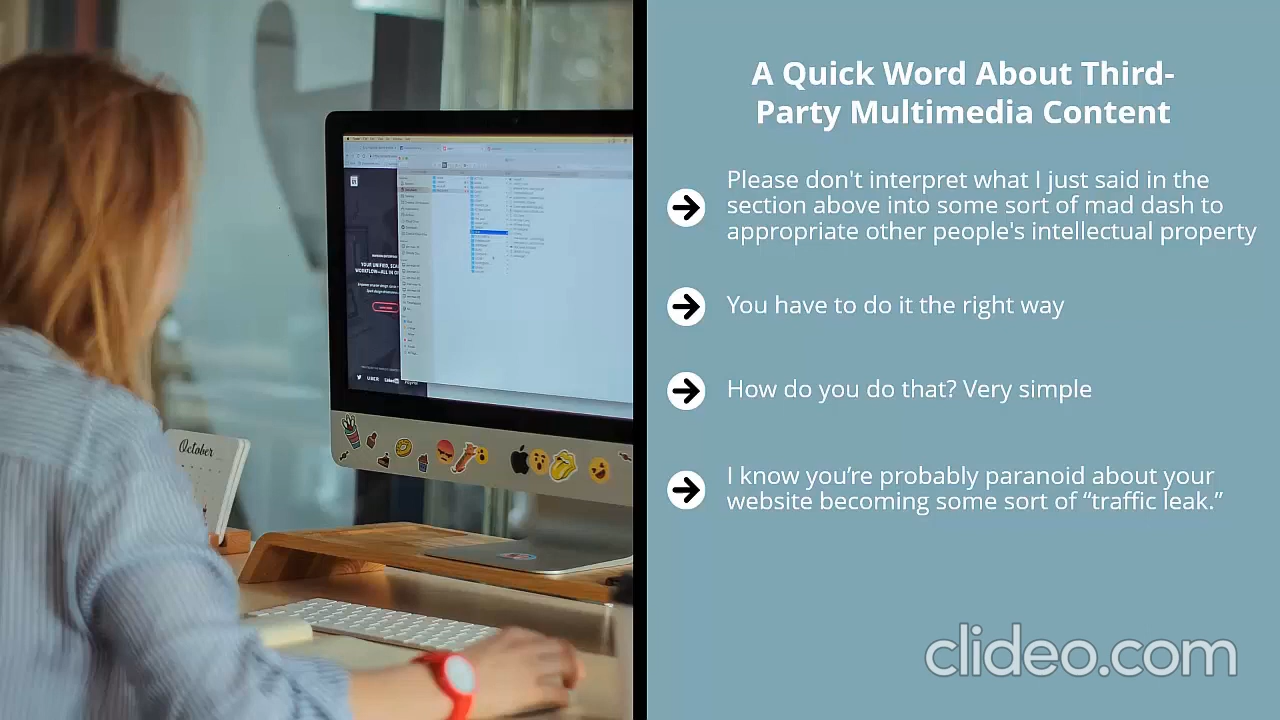 A Quick Word About Third-
Party Multimedia Content
Please don't interpret what I just said in the
section above into some sort of mad dash to
appropriate other people's intellectual property
You have to do it the right way
How do you do that? Very simple
I know you’re probably paranoid about your
website becoming some sort of “traffic leak.”
October
clideo.com